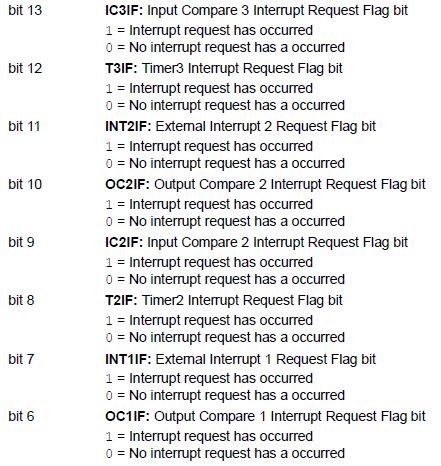 bit 13 IC3IF: Input Compare 3 Interrupt Request Flag bit
1 = Interrupt request has occurred
0 = No interrupt request has a occurred
bit 12 T3IF: Timer3 Interrupt Request Flag bit
1 = Interrupt request has occurred
0 = No interrupt request has a occurred
bit 11 INT2IF: External Interrupt 2 Request Flag bit
1 = Interrupt request has occurred
0 = No interrupt request has a occurred
bit 10 OC2IF: Output Compare 2 Interrupt Request Flag bit
1 = Interrupt request has occurred
0 = No interrupt request has a occurred
bit 9 IC2IF: Input Compare 2 Interrupt Request Flag bit
1 = Interrupt request has occurred
0 = No interrupt request has a occurred
bit 8 T2IF: Timer2 Interrupt Request Flag bit
1 = Interrupt request has occurred
0 = No interrupt request has a occurred
bit 7 INT1IF: External Interrupt 1 Request Flag bit
1 = Interrupt request has occurred
0 = No interrupt request has a occurred
bit 6 OC1IF: Output Compare 1 Interrupt Request Flag bit
1 = Interrupt request has occurred
0 = No interrupt request has a occurred